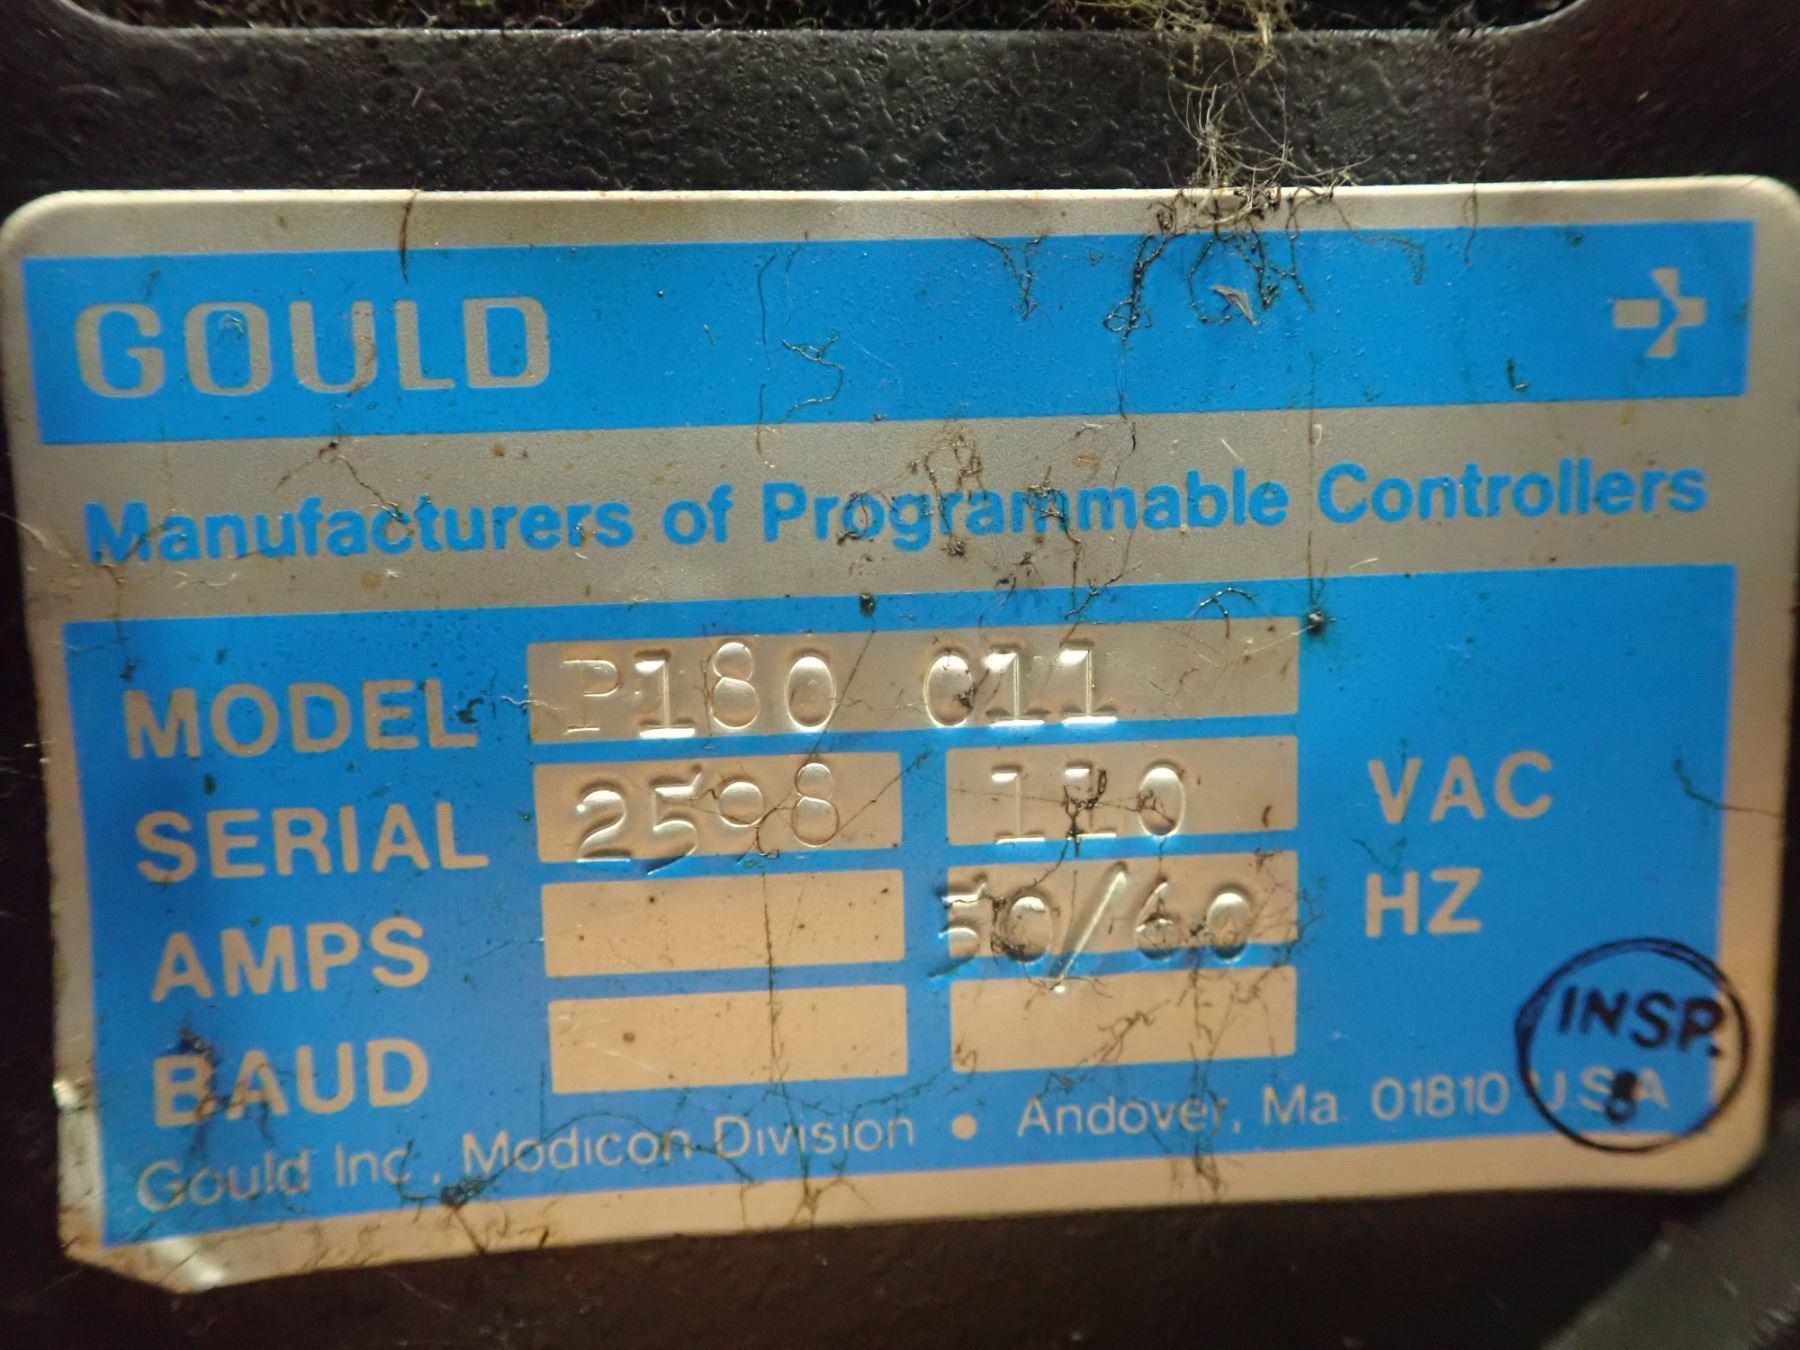 GOULD
Manufacturers of Programmable Controllers
MODEL P180 011
SERIAL 2598 110 VAC
AMPS 50/60 HZ
BAUD
INSP.
8
Gould Inc., Modicon Division • Andover, Ma. 01810 U.S.A